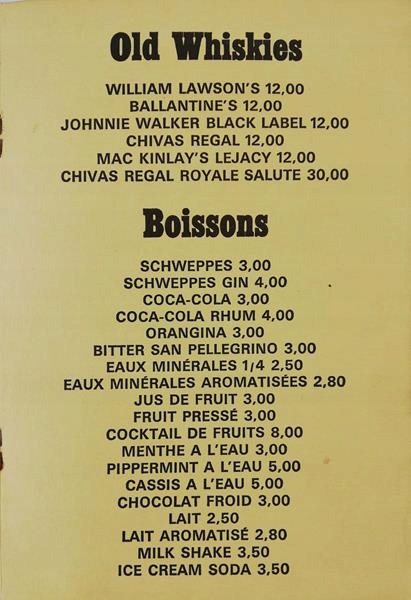 Old Whiskies
WILLIAM LAWSON'S 12,00
BALLANTINE'S 12,00
JOHNNIE WALKER BLACK LABEL 12,00
CHIVAS REGAL 12,00
MAC KINLAY'S LEJACY 12,00
CHIVAS REGAL ROYALE SALUTE 30,00
Boissons
SCHWEPPES 3,00
SCHWEPPES GIN 4,00
COCA-COLA 3,00
COCA-COLA RHUM 4,00
ORANGINA 3,00
BITTER SAN PELLEGRINO 3,00
EAUX MINÉRALES 1/4 2,50
EAUX MINÉRALES AROMATISÉES 2,80
JUS DE FRUIT 3,00
FRUIT PRESSÉ 3,00
COCKTAIL DE FRUITS 8,00
MENTHE A L'EAU 3,00
PIPPERMINT A L'EAU 5,00
CASSIS A L'EAU 5,00
CHOCOLAT FROID 3,00
LAIT 2,50
LAIT AROMATISÉ 2,80
MILK SHAKE 3,50
ICE CREAM SODA 3,50